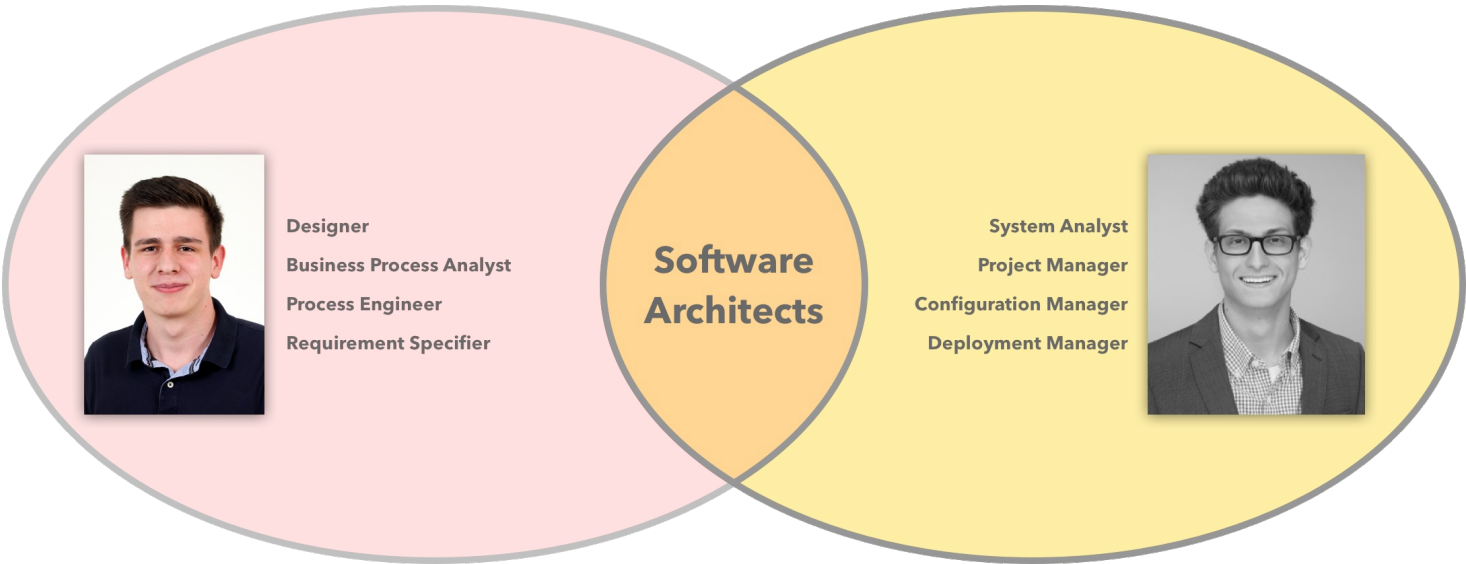 Designer
Business Process Analyst
Process Engineer
Requirement Specifier
Software
Architects
System Analyst
Project Manager
Configuration Manager
Deployment Manager